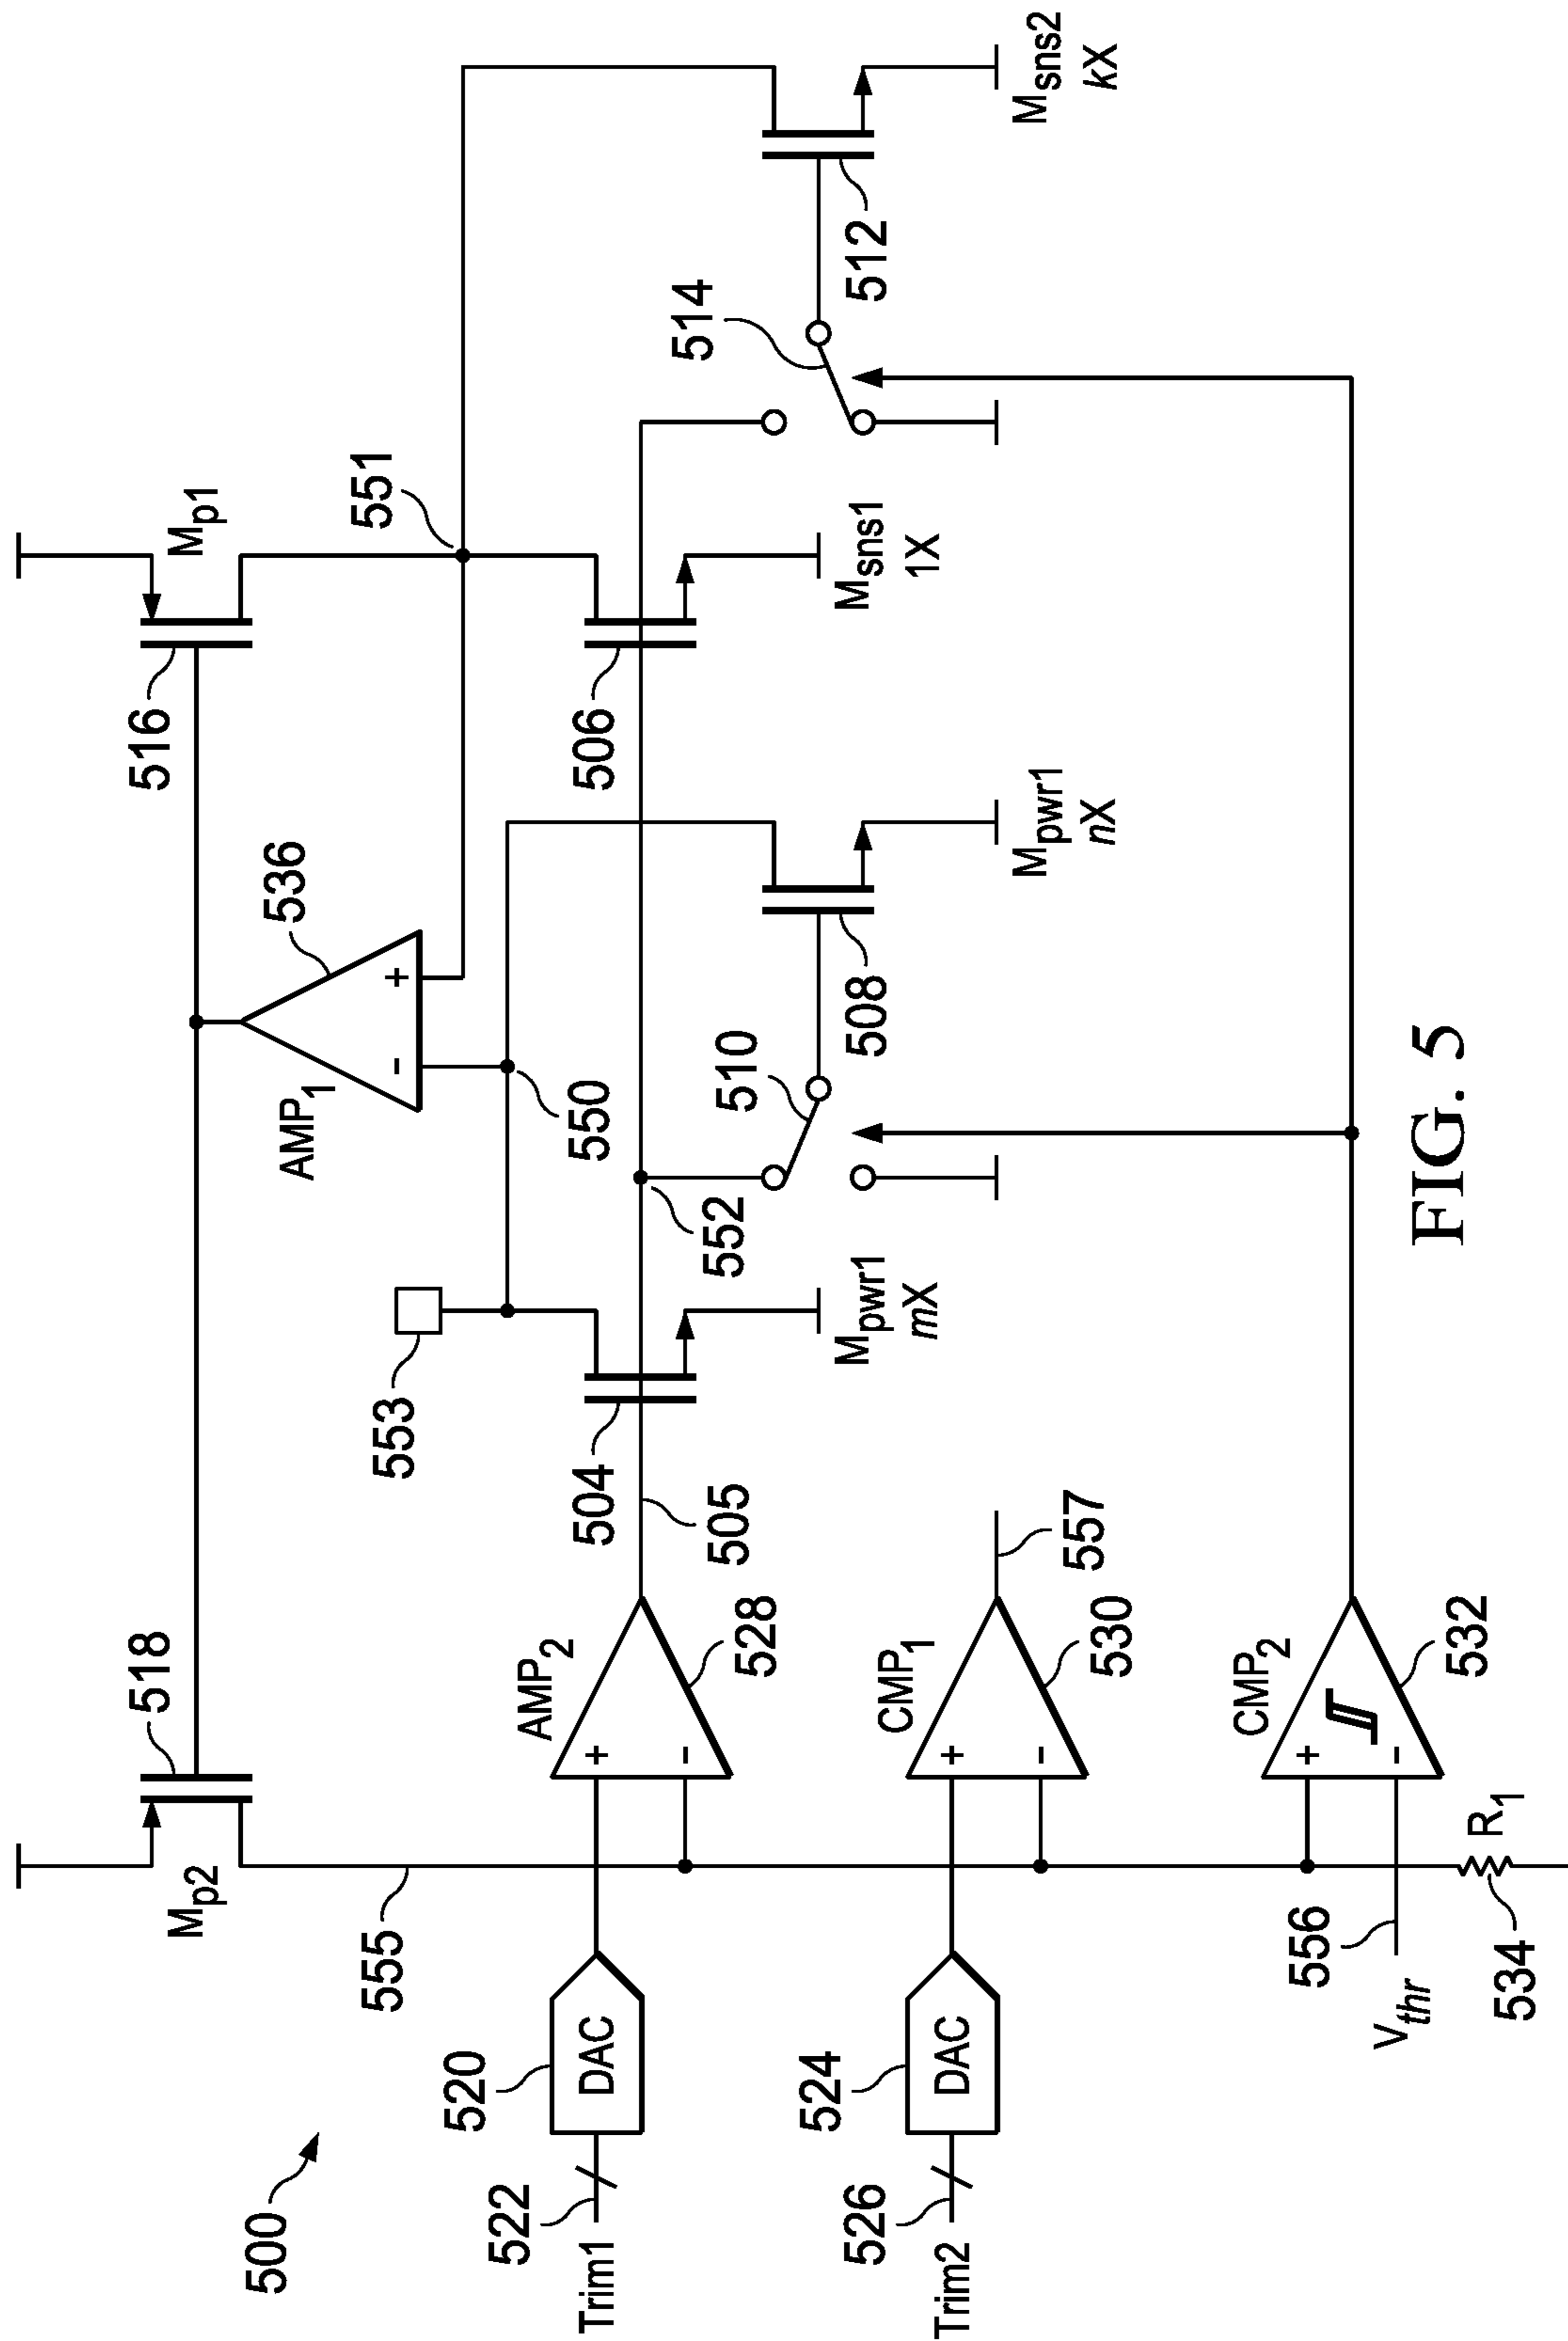 500
516
M_p1
551
518
M_p2
AMP_1
536
-
+
553
550
555
504
M_pwr1
mX
552
510
508
M_pwr1
nX
506
M_sns1
1X
514
512
M_sns2
kX
Trim1
522
520
DAC
+
-
AMP_2
528
505
Trim2
526
524
DAC
+
-
CMP_1
530
557
V_thr
556
+
-
CMP_2
532
534
R_1
FIG. 5